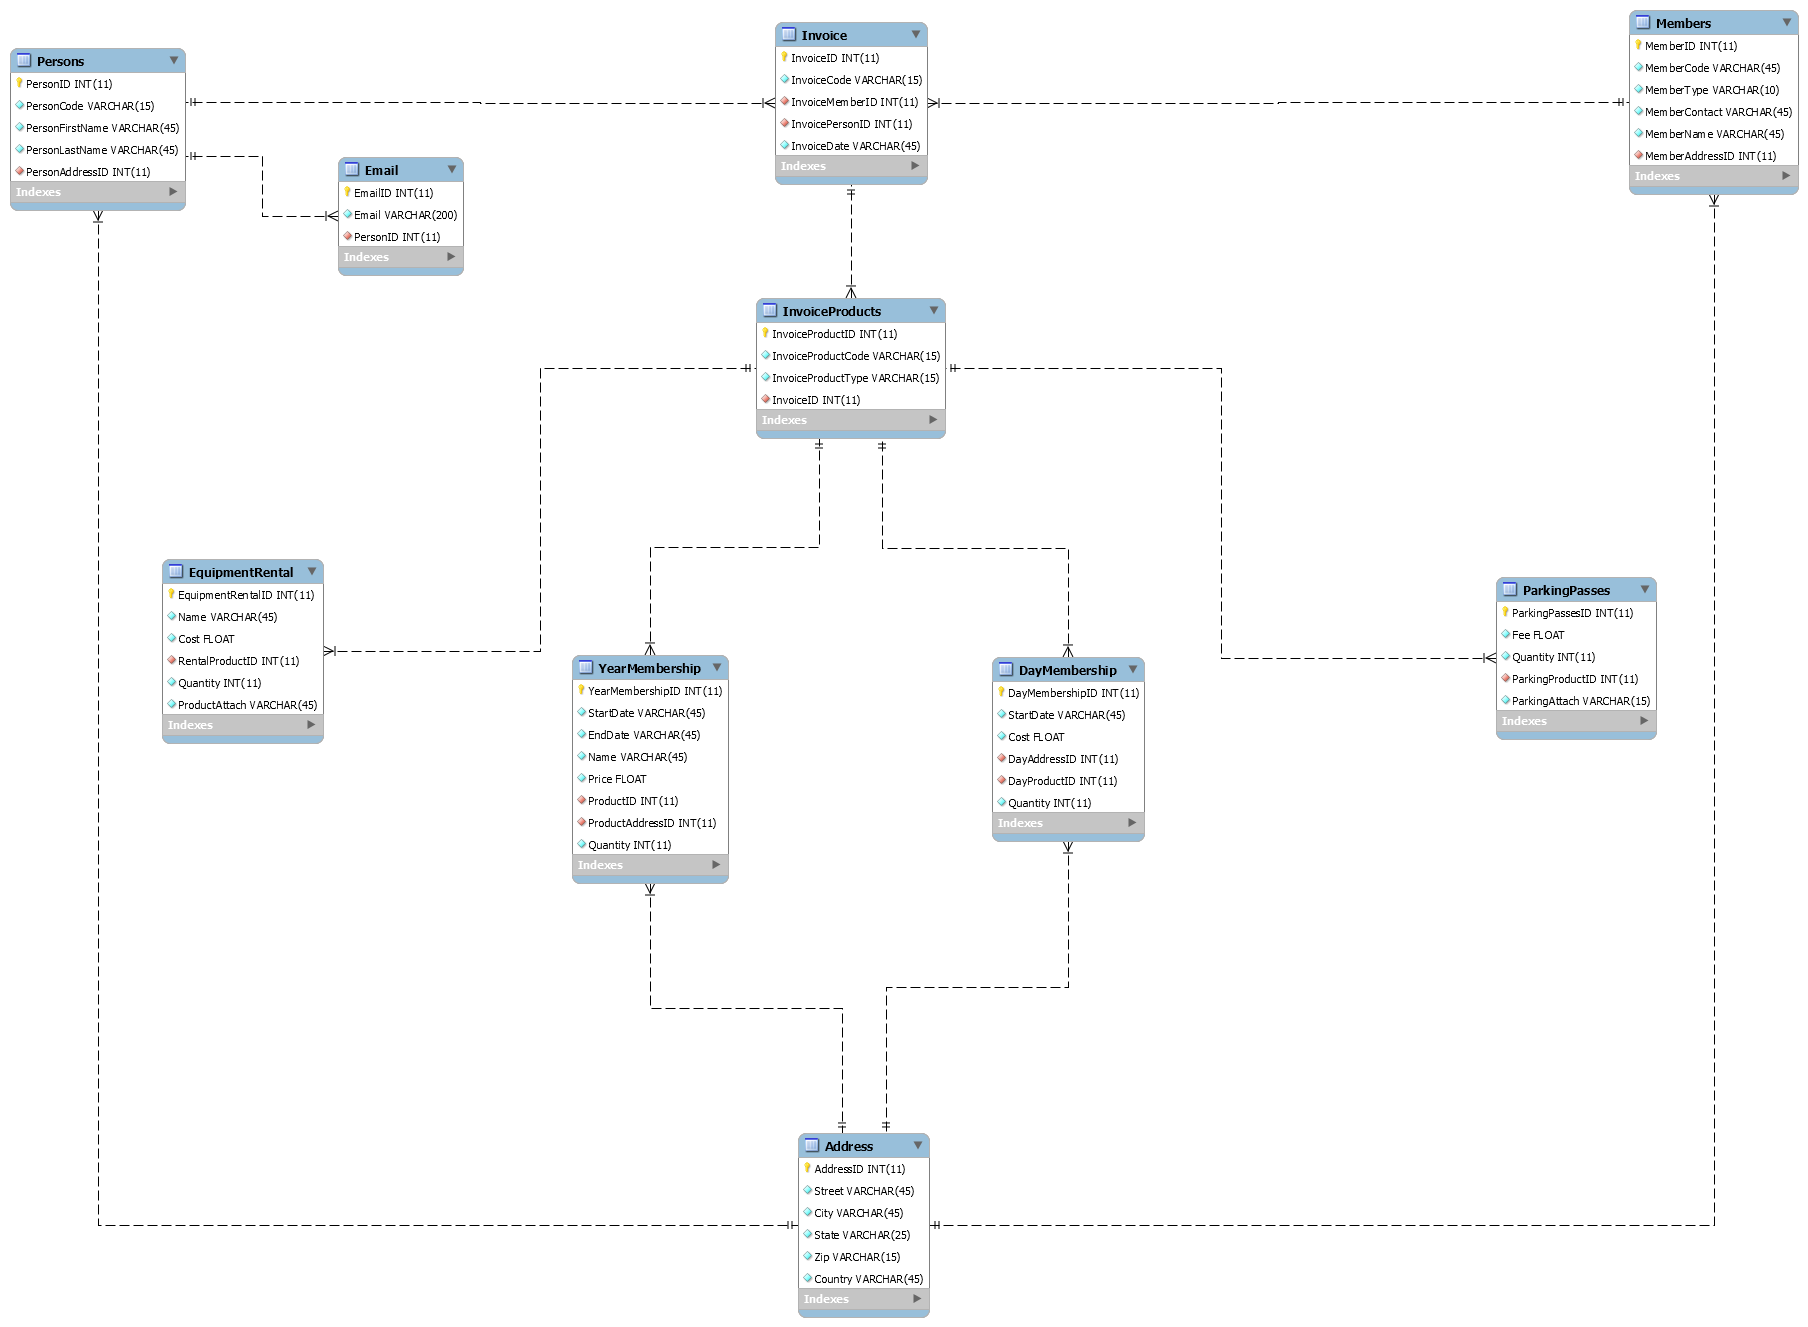 Persons
PersonID INT(11)
PersonCode VARCHAR(15)
PersonFirstName VARCHAR(45)
PersonLastName VARCHAR(45)
PersonAddressID INT(11)
Indexes
Email
EmailID INT(11)
Email VARCHAR(200)
PersonID INT(11)
Indexes
Invoice
InvoiceID INT(11)
InvoiceCode VARCHAR(15)
InvoiceMemberID INT(11)
InvoicePersonID INT(11)
InvoiceDate VARCHAR(45)
Indexes
Members
MemberID INT(11)
MemberCode VARCHAR(45)
MemberType VARCHAR(10)
MemberContact VARCHAR(45)
MemberName VARCHAR(45)
MemberAddressID INT(11)
Indexes
InvoiceProducts
InvoiceProductID INT(11)
InvoiceProductCode VARCHAR(15)
InvoiceProductType VARCHAR(15)
InvoiceID INT(11)
Indexes
EquipmentRental
EquipmentRentalID INT(11)
Name VARCHAR(45)
Cost FLOAT
RentalProductID INT(11)
Quantity INT(11)
ProductAttach VARCHAR(45)
Indexes
YearMembership
YearMembershipID INT(11)
StartDate VARCHAR(45)
EndDate VARCHAR(45)
Name VARCHAR(45)
Price FLOAT
ProductID INT(11)
ProductAddressID INT(11)
Quantity INT(11)
Indexes
DayMembership
DayMembershipID INT(11)
StartDate VARCHAR(45)
Cost FLOAT
DayAddressID INT(11)
DayProductID INT(11)
Quantity INT(11)
Indexes
ParkingPasses
ParkingPassesID INT(11)
Fee FLOAT
Quantity INT(11)
ParkingProductID INT(11)
ParkingAttach VARCHAR(15)
Indexes
Address
AddressID INT(11)
Street VARCHAR(45)
City VARCHAR(45)
State VARCHAR(25)
Zip VARCHAR(15)
Country VARCHAR(45)
Indexes